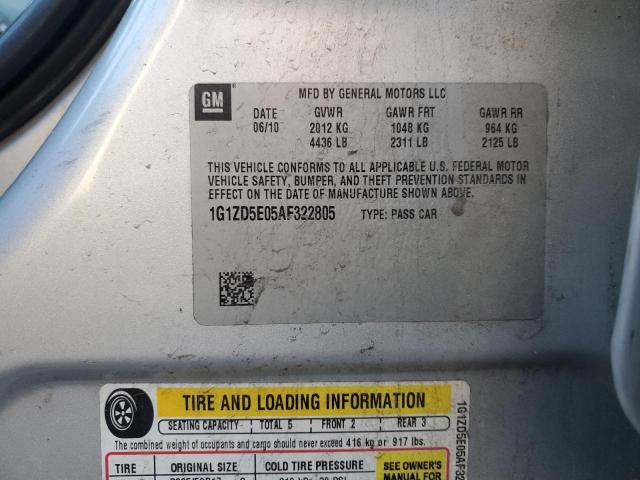 GM
MFD BY GENERAL MOTORS LLC
DATE GVWR GAWR FRT GAWR RR
06/10 2012 KG 1048 KG 964 KG
4436 LB 2311 LB 2125 LB
THIS VEHICLE CONFORMS TO ALL APPLICABLE U.S. FEDERAL MOTOR
VEHICLE SAFETY, BUMPER, AND THEFT PREVENTION STANDARDS IN
EFFECT ON THE DATE OF MANUFACTURE SHOWN ABOVE.
1G1ZD5E05AF322805 TYPE: PASS CAR
TIRE AND LOADING INFORMATION
SEATING CAPACITY TOTAL 5 FRONT 2 REAR 3
The combined weight of occupants and cargo should never exceed 416 kg or 917 lbs.
TIRE ORIGINAL SIZE COLD TIRE PRESSURE
SEE OWNER'S
MANUAL FOR
1G1ZD5E05AF32